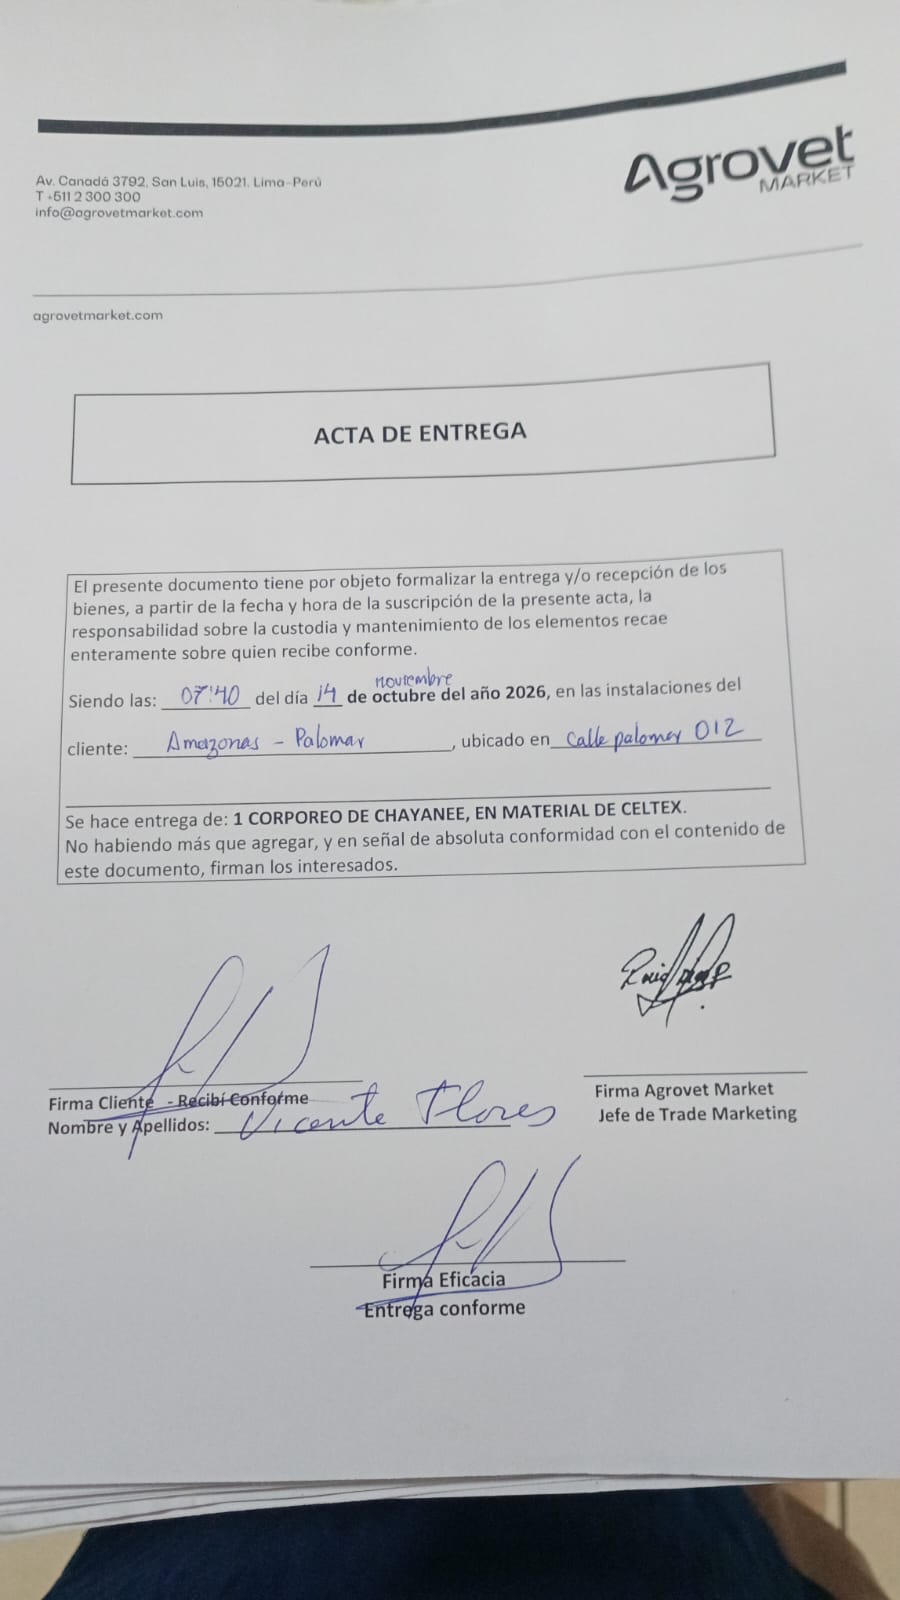 Av. Canadá 3792, San Luis, 15021. Lima-Perú
T +511 2 300 300
info@agrovetmarket.com
Agrovet
MARKET
agrovetmarket.com
ACTA DE ENTREGA
El presente documento tiene por objeto formalizar la entrega y/o recepción de los
bienes, a partir de la fecha y hora de la suscripción de la presente acta, la
responsabilidad sobre la custodia y mantenimiento de los elementos recae
enteramente sobre quien recibe conforme.
noviembre
Siendo las: 07:40 del día 14 de octubre del año 2026, en las instalaciones del
cliente: Amazonas - Palomar, ubicado en Calle palomar 012
Se hace entrega de: 1 CORPOREO DE CHAYANEE, EN MATERIAL DE CELTEX.
No habiendo más que agregar, y en señal de absoluta conformidad con el contenido de
este documento, firman los interesados.
Firma Cliente - Recibí Conforme
Nombre y Apellidos: Vicente Flores
Firma Agrovet Market
Jefe de Trade Marketing
Firma Eficacia
Entrega conforme